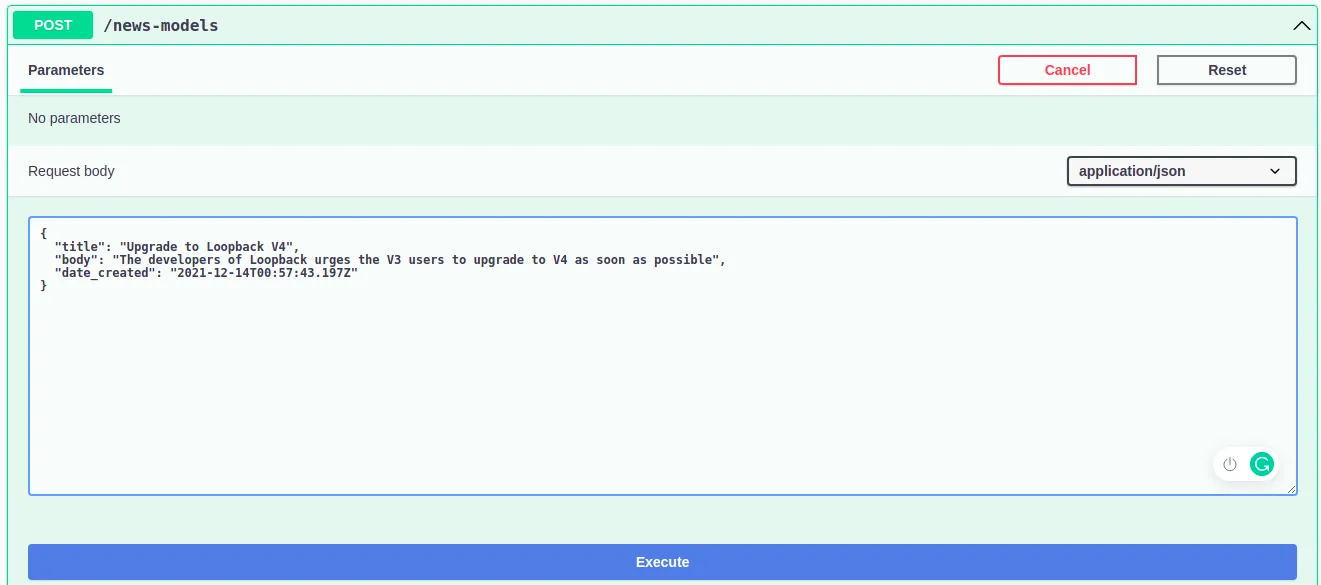 POST /news-models
Parameters Cancel Reset
No parameters
Request body application/json
{
  "title": "Upgrade to Loopback V4",
  "body": "The developers of Loopback urges the V3 users to upgrade to V4 as soon as possible",
  "date_created": "2021-12-14T00:57:43.197Z"
}
Execute